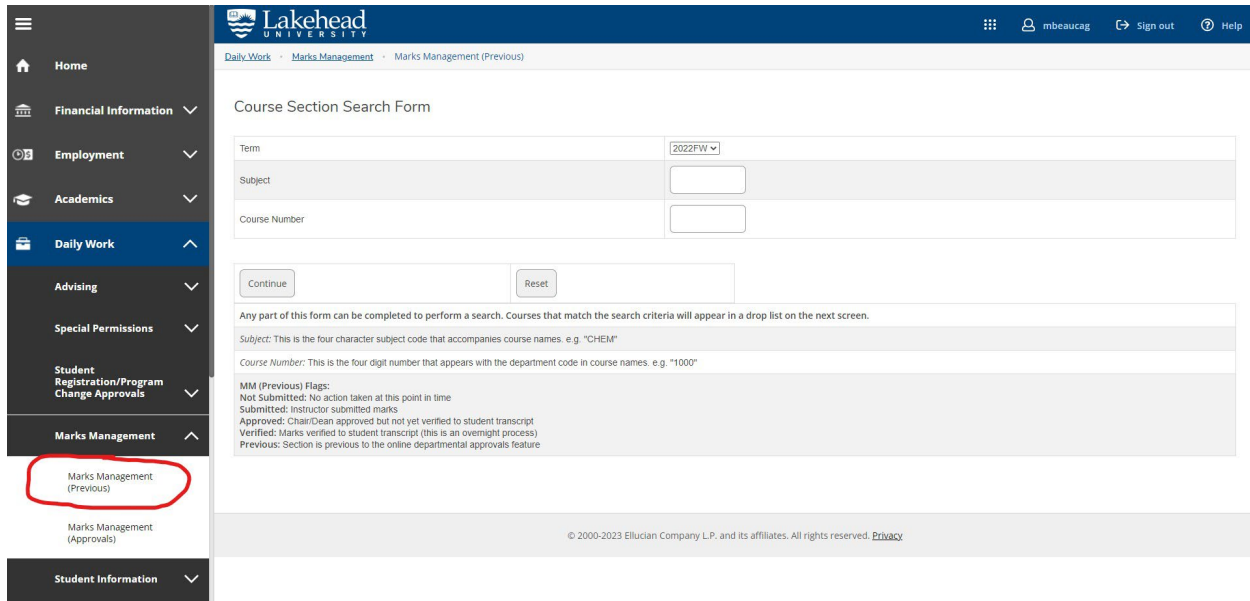 Lakehead
UNIVERSITY
mbeaucag
Sign out
Help
Home
Financial Information
Employment
Academics
Daily Work
Advising
Special Permissions
Student
Registration/Program
Change Approvals
Marks Management
Marks Management
(Previous)
Marks Management
(Approvals)
Student Information
Daily Work - Marks Management - Marks Management (Previous)
Course Section Search Form
Term 2022FW
Subject
Course Number
Continue Reset
Any part of this form can be completed to perform a search. Courses that match the search criteria will appear in a drop list on the next screen.
Subject: This is the four character subject code that accompanies course names. e.g. "CHEM"
Course Number: This is the four digit number that appears with the department code in course names. e.g. "1000"
MM (Previous) Flags:
Not Submitted: No action taken at this point in time
Submitted: Instructor submitted marks
Approved: Chair/Dean approved but not yet verified to student transcript
Verified: Marks verified to student transcript (this is an overnight process)
Previous: Section is previous to the online departmental approvals feature
© 2000-2023 Ellucian Company L.P. and its affiliates. All rights reserved. Privacy